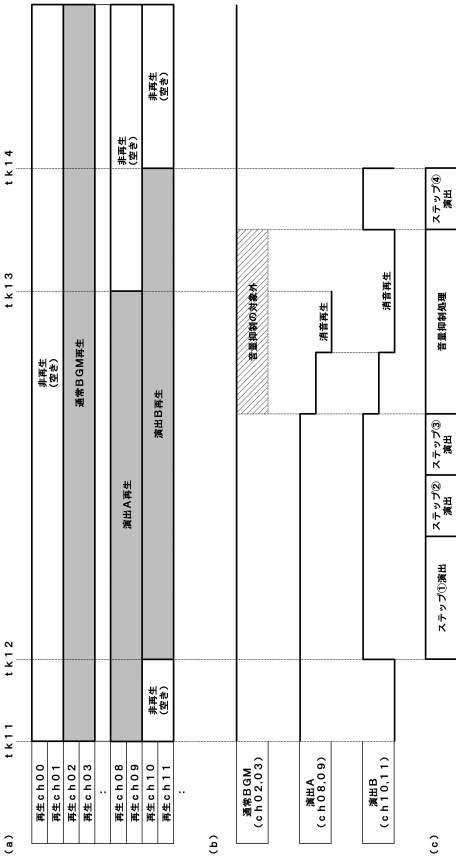 (a)
tk11
tk12
tk13
tk14
再生ch00
再生ch01
再生ch02
再生ch03
:
再生ch08
再生ch09
再生ch10
再生ch11
:
非再生
(空き)
通常BGM再生
演出A再生
非再生
(空き)
非再生
(空き)
演出B再生
非再生
(空き)
(b)
通常BGM
(ch02,03)
音量抑制の対象外
演出A
(ch08,09)
消音再生
演出B
(ch10,11)
消音再生
(c)
ステップ①演出
ステップ②
演出
ステップ③
演出
音量抑制処理
ステップ④
演出